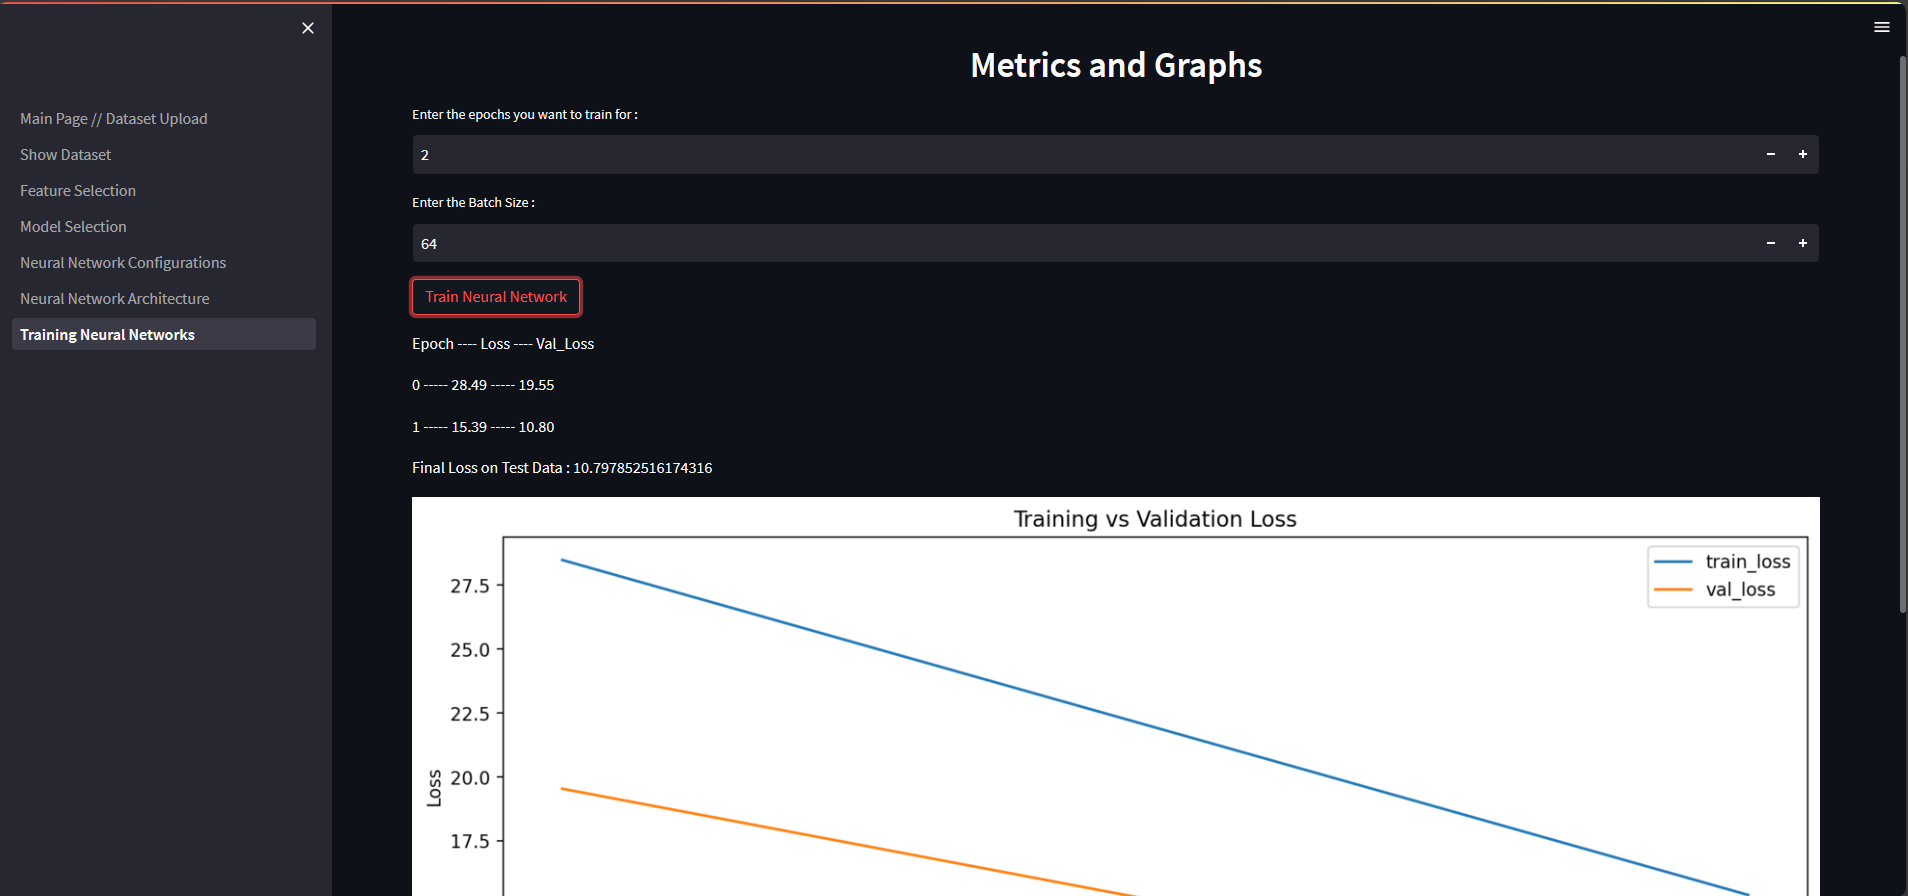 Main Page // Dataset Upload
Show Dataset
Feature Selection
Model Selection
Neural Network Configurations
Neural Network Architecture
Training Neural Networks
Metrics and Graphs
Enter the epochs you want to train for :
2
Enter the Batch Size :
64
Train Neural Network
Epoch ---- Loss ---- Val_Loss
0 ----- 28.49 ----- 19.55
1 ----- 15.39 ----- 10.80
Final Loss on Test Data : 10.797852516174316
Training vs Validation Loss
train_loss
val_loss
27.5
25.0
22.5
20.0
17.5
Loss